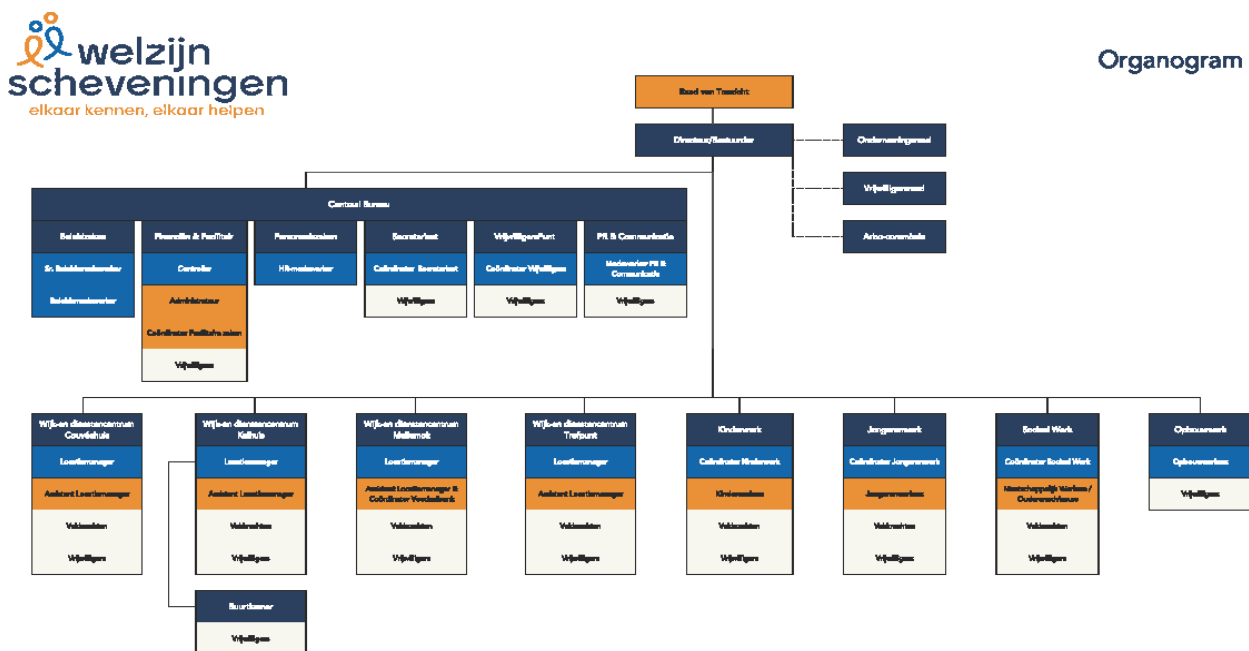 welzijn
scheveningen
elkaar kennen, elkaar helpen
Organogram
Raad van Toezicht
Directeur/Bestuurder
Ondernemingsraad
Vrijwilligersraad
Arbo-commissie
Centraal Bureau
Beleidszaken
Financiën & Facilitair
Personeelszaken
Secretariaat
VrijwilligersPunt
PR & Communicatie
Sr. Beleidsmedewerker
Controller
HR-medewerker
Coördinator Secretariaat
Coördinator Vrijwilligers
Medewerker PR &
Communicatie
Beleidsmedewerker
Administrateur
Vrijwilligers
Vrijwilligers
Vrijwilligers
Coördinator Facilitaire zaken
Vrijwilligers
Wijk-en dienstencentrum
Couvéehuis
Wijk-en dienstencentrum
Kalhuis
Wijk-en dienstencentrum
Mallemok
Wijk-en dienstencentrum
Trefpunt
Kinderwerk
Jongerenwerk
Sociaal Werk
Opbouwwerk
Locatiemanager
Locatiemanager
Locatiemanager
Locatiemanager
Coördinator Kinderwerk
Coördinator Jongerenwerk
Coördinator Sociaal Werk
Opbouwwerkers
Assistent Locatiemanager
Assistent Locatiemanager
Assistent Locatiemanager &
Coördinator Voedselbank
Assistent Locatiemanager
Kinderwerkers
Jongerenwerkers
Maatschappelijk Werkers /
Ouderenadviseurs
Vrijwilligers
Vakkrachten
Vakkrachten
Vakkrachten
Vakkrachten
Vakkrachten
Vakkrachten
Vakkrachten
Vrijwilligers
Vrijwilligers
Vrijwilligers
Vrijwilligers
Vrijwilligers
Vrijwilligers
Vrijwilligers
Buurtkamer
Vrijwilligers